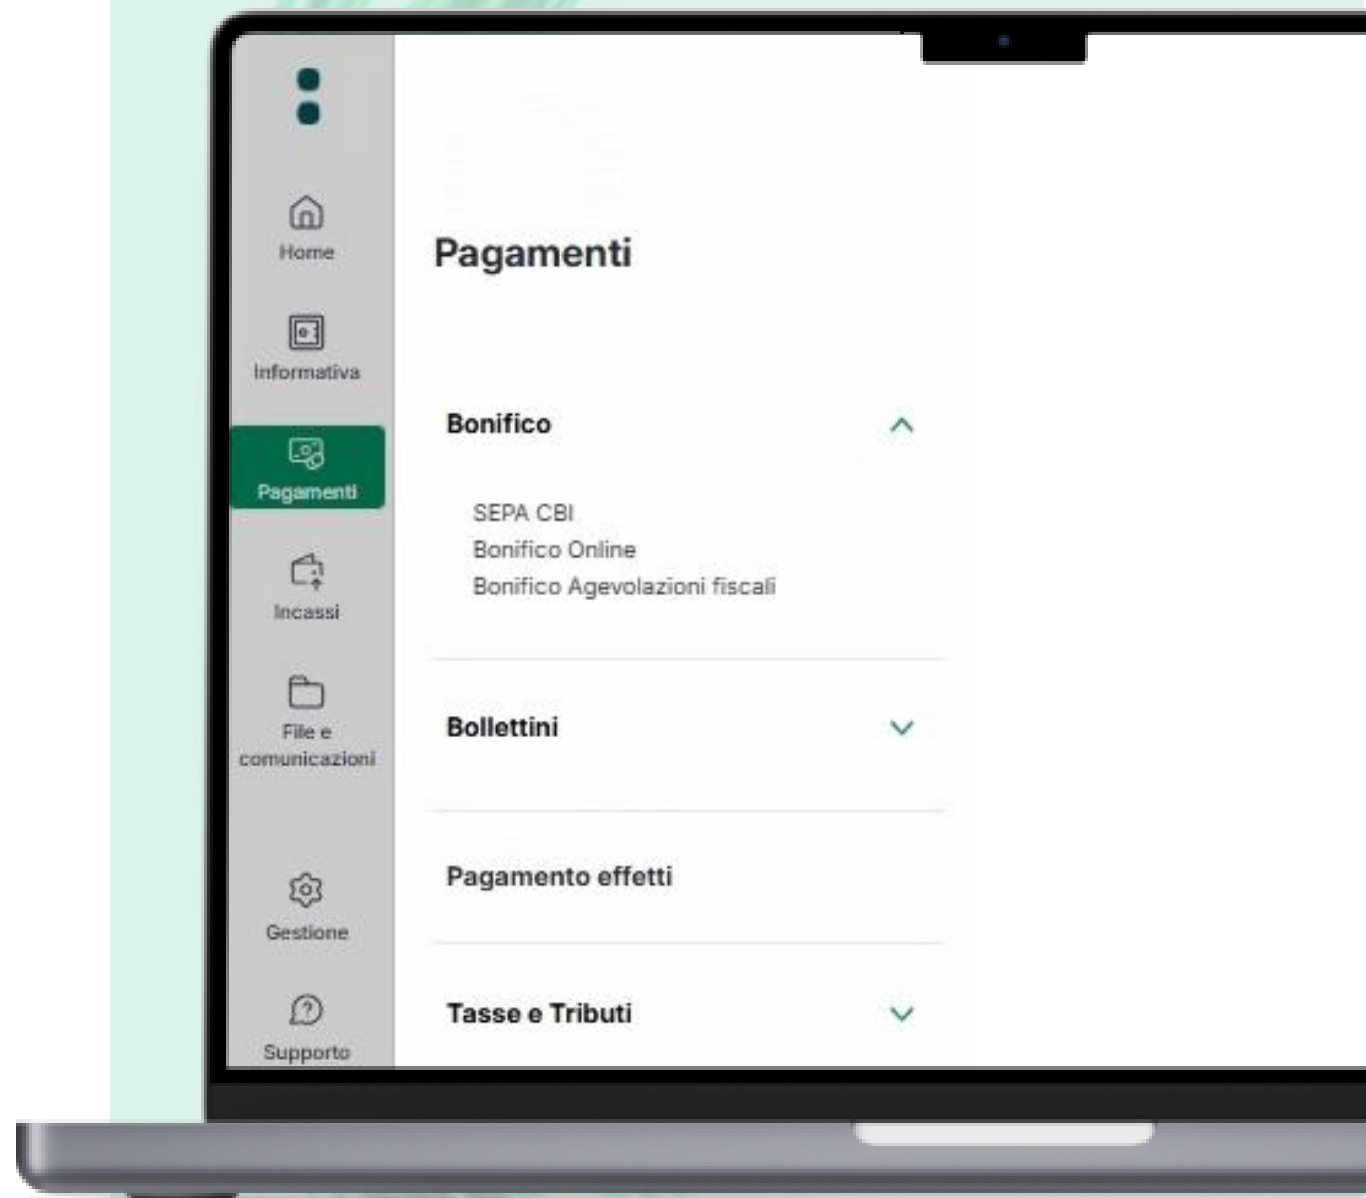 Home
Informativa
Pagamenti
Incassi
File e
comunicazioni
Gestione
Supporto
Pagamenti
Bonifico
SEPA CBI
Bonifico Online
Bonifico Agevolazioni fiscali
Bollettini
Pagamento effetti
Tasse e Tributi